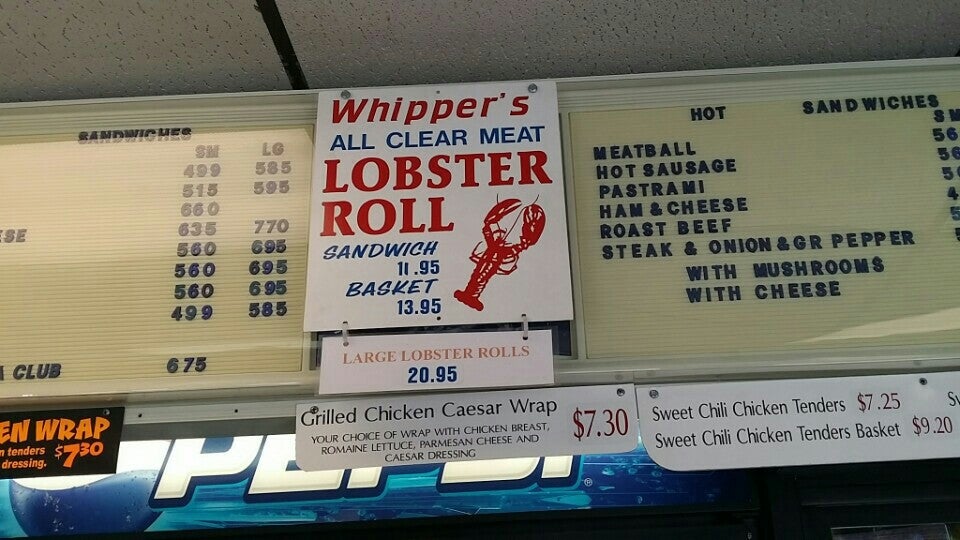 SANDWICHES
SM LG
499 585
515 595
660
635 770
560 695
560 695
560 695
499 585
CLUB 675
WRAP
tenders
dressing. $730
Whipper's
ALL CLEAR MEAT
LOBSTER
ROLL
SANDWICH
11.95
BASKET
13.95
LARGE LOBSTER ROLLS
20.95
Grilled Chicken Caesar Wrap $7.30
YOUR CHOICE OF WRAP WITH CHICKEN BREAST,
ROMAINE LETTUCE, PARMESAN CHEESE AND
CAESAR DRESSING
PEPSI
HOT SANDWICHES
MEATBALL
HOT SAUSAGE
PASTRAMI
HAM & CHEESE
ROAST BEEF
STEAK & ONION & GR PEPPER
WITH MUSHROOMS
WITH CHEESE
Sweet Chili Chicken Tenders $7.25
Sweet Chili Chicken Tenders Basket $9.20